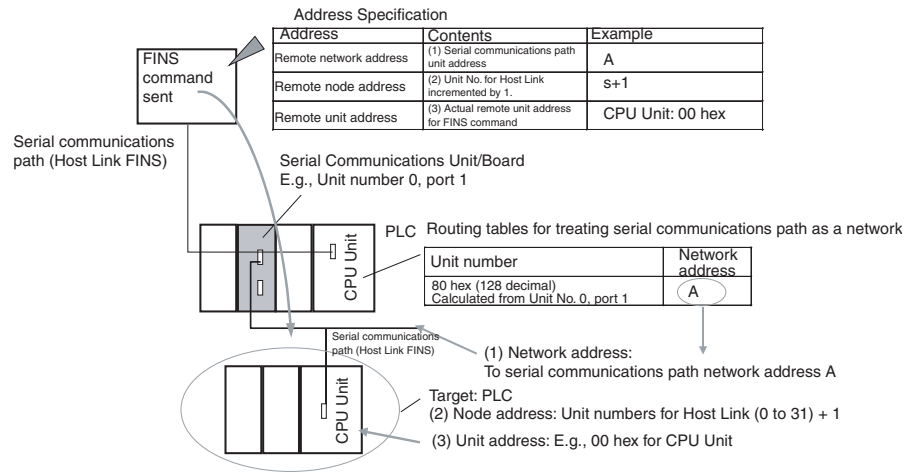 Address Specification
Address Contents Example
Remote network address (1) Serial communications path unit address A
Remote node address (2) Unit No. for Host Link incremented by 1. s+1
Remote unit address (3) Actual remote unit address for FINS command CPU Unit: 00 hex
FINS
command
sent
Serial communications
path (Host Link FINS)
Serial Communications Unit/Board
E.g., Unit number 0, port 1
CPU Unit
PLC
Routing tables for treating serial communications path as a network
Unit number Network address
80 hex (128 decimal)
Calculated from Unit No. 0, port 1
A
Serial communications
path (Host Link FINS)
(1) Network address:
To serial communications path network address A
CPU Unit
Target: PLC
(2) Node address: Unit numbers for Host Link (0 to 31) + 1
(3) Unit address: E.g., 00 hex for CPU Unit